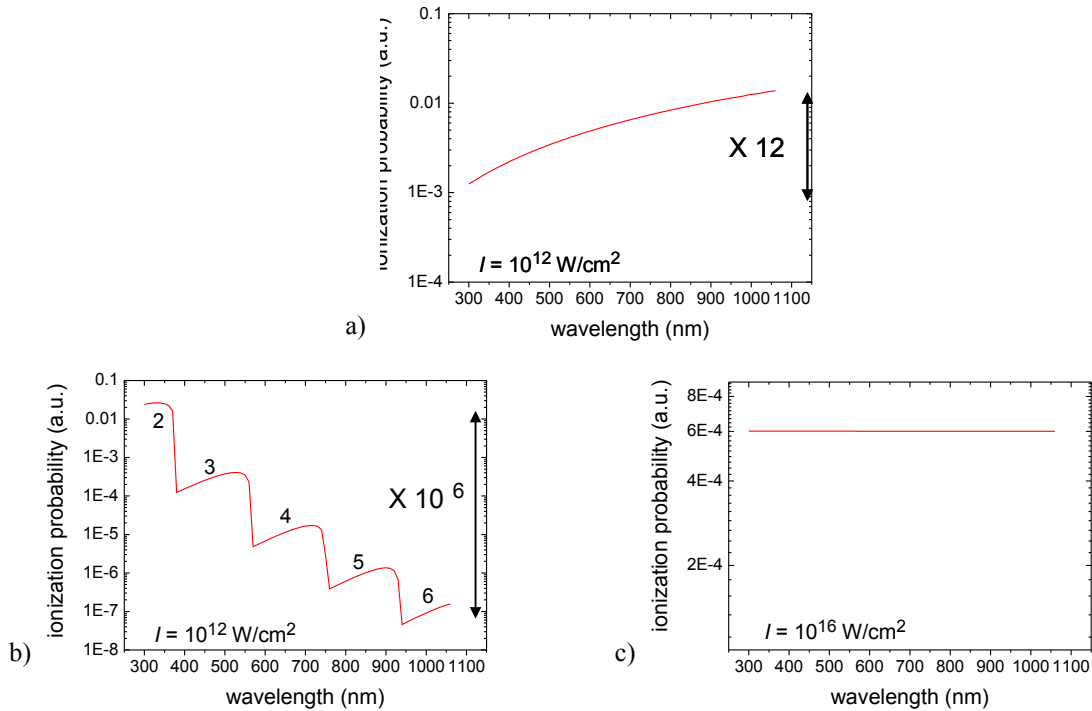 ionization probability (a.u.)
0.1
0.01
1E-3
1E-4
X 12
I = 10^12 W/cm^2
300 400 500 600 700 800 900 1000 1100
wavelength (nm)
a)
ionization probability (a.u.)
0.1
0.01
1E-3
1E-4
1E-5
1E-6
1E-7
1E-8
2
3
4
5
6
X 10^6
I = 10^12 W/cm^2
300 400 500 600 700 800 900 1000 1100
wavelength (nm)
b)
ionization probability (a.u.)
8E-4
6E-4
4E-4
2E-4
I = 10^16 W/cm^2
300 400 500 600 700 800 900 1000 1100
wavelength (nm)
c)